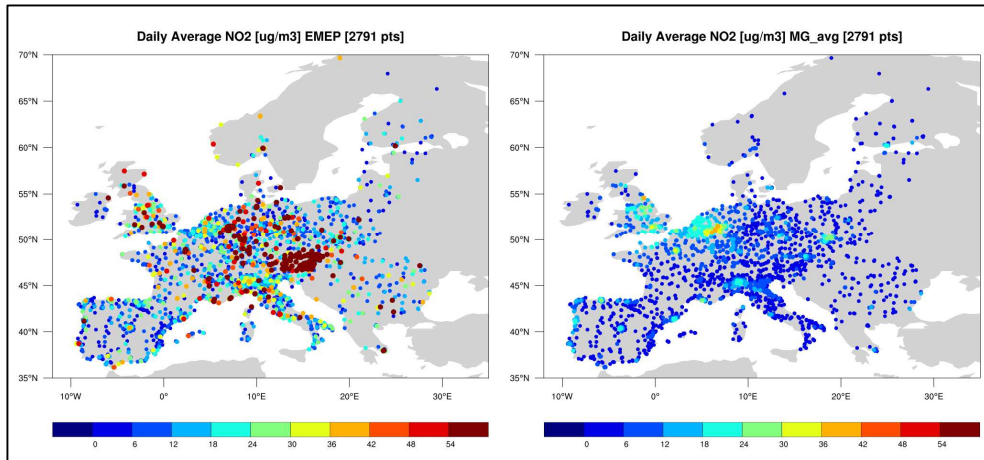 Daily Average NO2 [ug/m3] EMEP [2791 pts]
70°N
65°N
60°N
55°N
50°N
45°N
40°N
35°N
10°W 0° 10°E 20°E 30°E
0 6 12 18 24 30 36 42 48 54
Daily Average NO2 [ug/m3] MG_avg [2791 pts]
70°N
65°N
60°N
55°N
50°N
45°N
40°N
35°N
10°W 0° 10°E 20°E 30°E
0 6 12 18 24 30 36 42 48 54